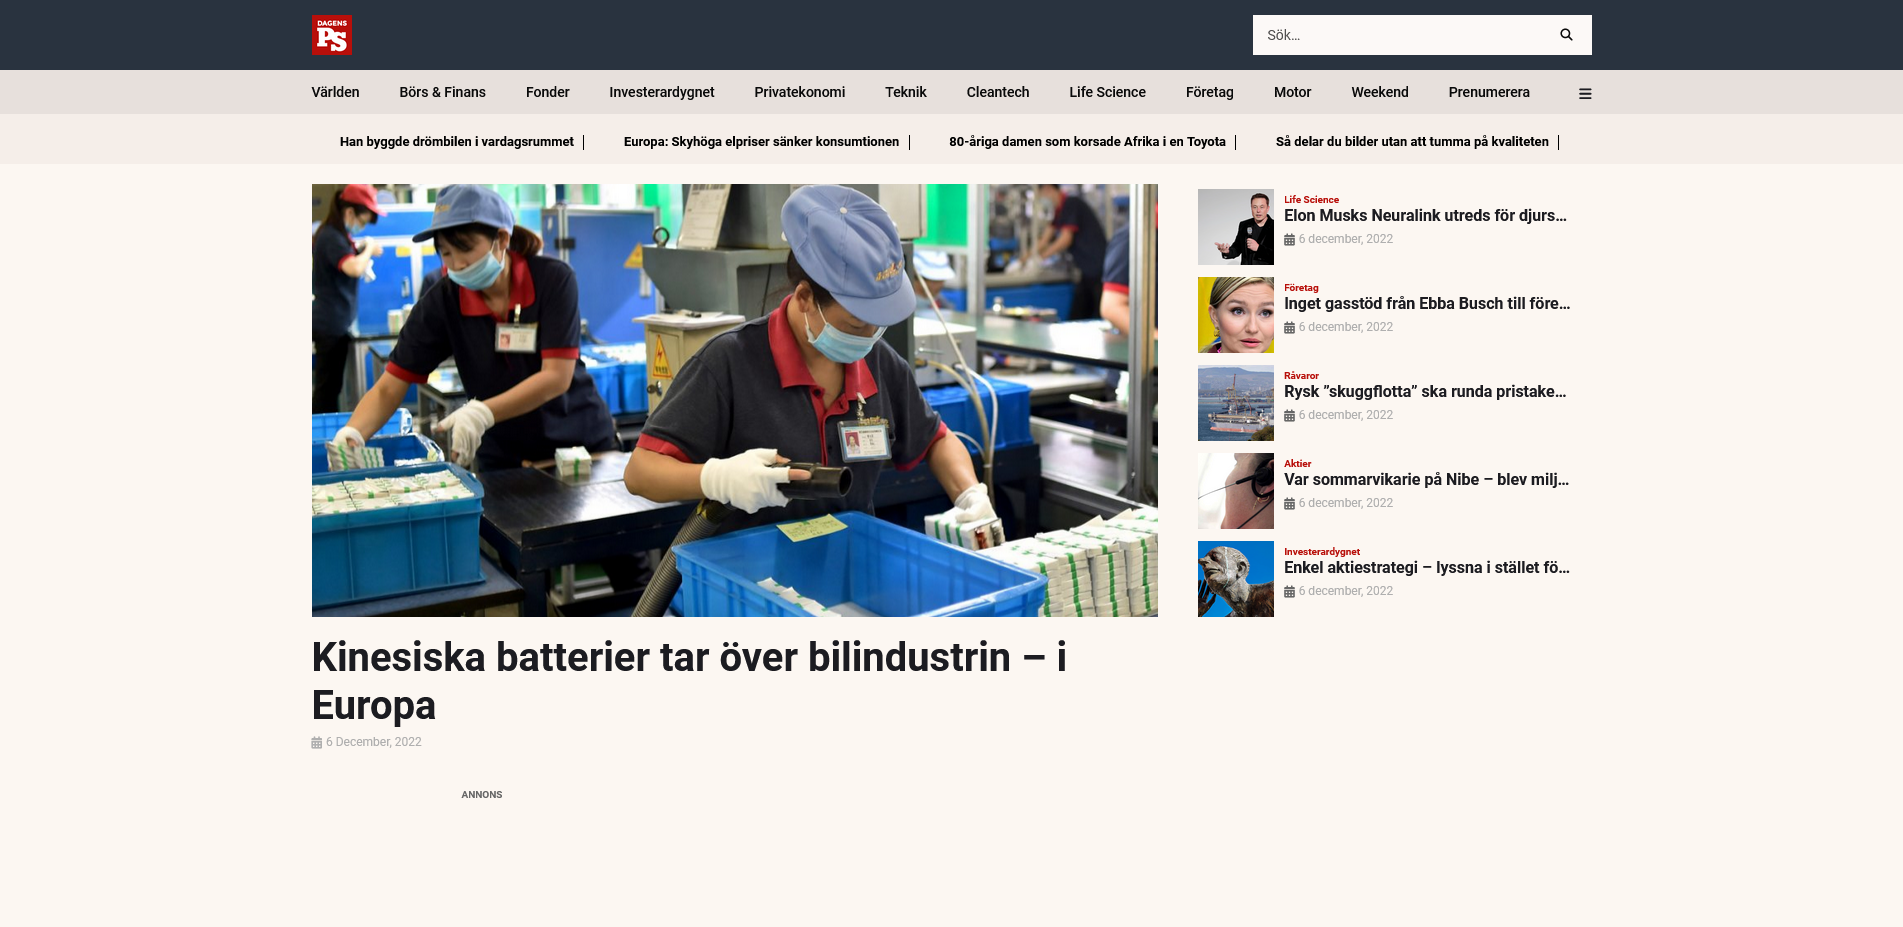 DAGENS
PS
Sök...
Världen Börs & Finans Fonder Investerardygnet Privatekonomi Teknik Cleantech Life Science Företag Motor Weekend Prenumerera
Han byggde drömbilen i vardagsrummet Europa: Skyhöga elpriser sänker konsumtionen 80-åriga damen som korsade Afrika i en Toyota Så delar du bilder utan att tumma på kvaliteten
Kinesiska batterier tar över bilindustrin – i
Europa
6 December, 2022
ANNONS
Life Science
Elon Musks Neuralink utreds för djurs...
6 december, 2022
Företag
Inget gasstöd från Ebba Busch till före...
6 december, 2022
Råvaror
Rysk ”skuggflotta” ska runda pristake...
6 december, 2022
Aktier
Var sommarvikarie på Nibe – blev milj...
6 december, 2022
Investerardygnet
Enkel aktiestrategi – lyssna i stället fö...
6 december, 2022